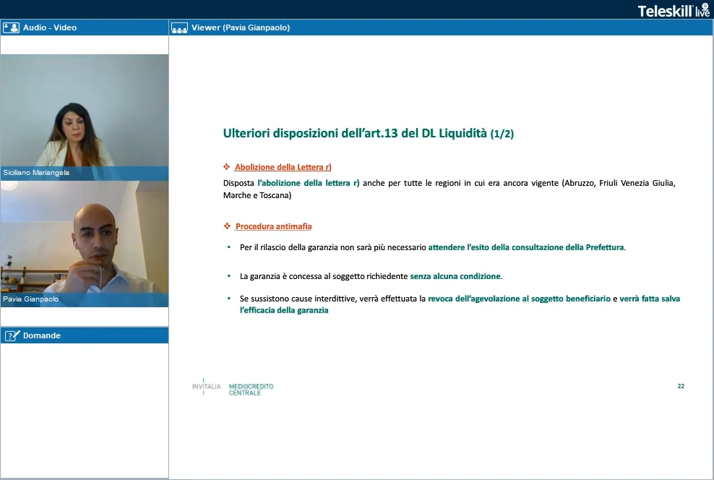 Teleskill live
Audio - Video
Viewer (Pavia Gianpaolo)
Siciliano Mariangela
Pavia Gianpaolo
Domande
Ulteriori disposizioni dell'art.13 del DL Liquidità (1/2)
❖ Abolizione della Lettera r)
Disposta l'abolizione della lettera r) anche per tutte le regioni in cui era ancora vigente (Abruzzo, Friuli Venezia Giulia,
Marche e Toscana)
❖ Procedura antimafia
▪ Per il rilascio della garanzia non sarà più necessario attendere l'esito della consultazione della Prefettura.
▪ La garanzia è concessa al soggetto richiedente senza alcuna condizione.
▪ Se sussistono cause interdittive, verrà effettuata la revoca dell'agevolazione al soggetto beneficiario e verrà fatta salva
l'efficacia della garanzia
INVITALIA
MEDIOCREDITO
CENTRALE
22